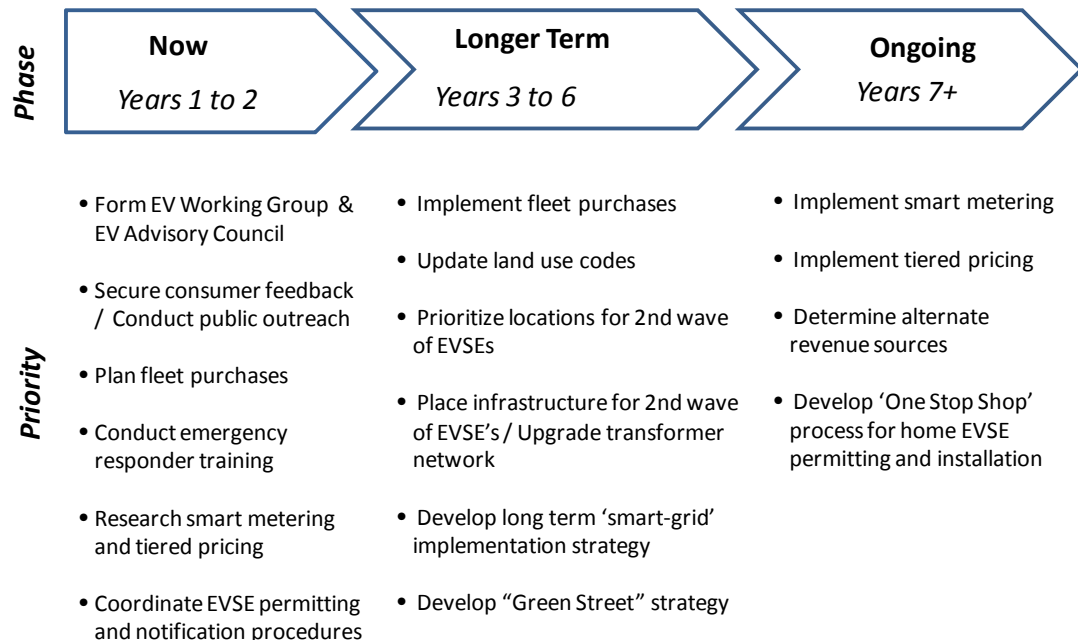 Phase
Now
Years 1 to 2
Longer Term
Years 3 to 6
Ongoing
Years 7+
Priority
• Form EV Working Group &
EV Advisory Council
• Secure consumer feedback
/ Conduct public outreach
• Plan fleet purchases
• Conduct emergency
responder training
• Research smart metering
and tiered pricing
• Coordinate EVSE permitting
and notification procedures
• Implement fleet purchases
• Update land use codes
• Prioritize locations for 2nd wave
of EVSEs
• Place infrastructure for 2nd wave
of EVSE's / Upgrade transformer
network
• Develop long term ‘smart-grid’
implementation strategy
• Develop “Green Street” strategy
• Implement smart metering
• Implement tiered pricing
• Determine alternate
revenue sources
• Develop ‘One Stop Shop’
process for home EVSE
permitting and installation